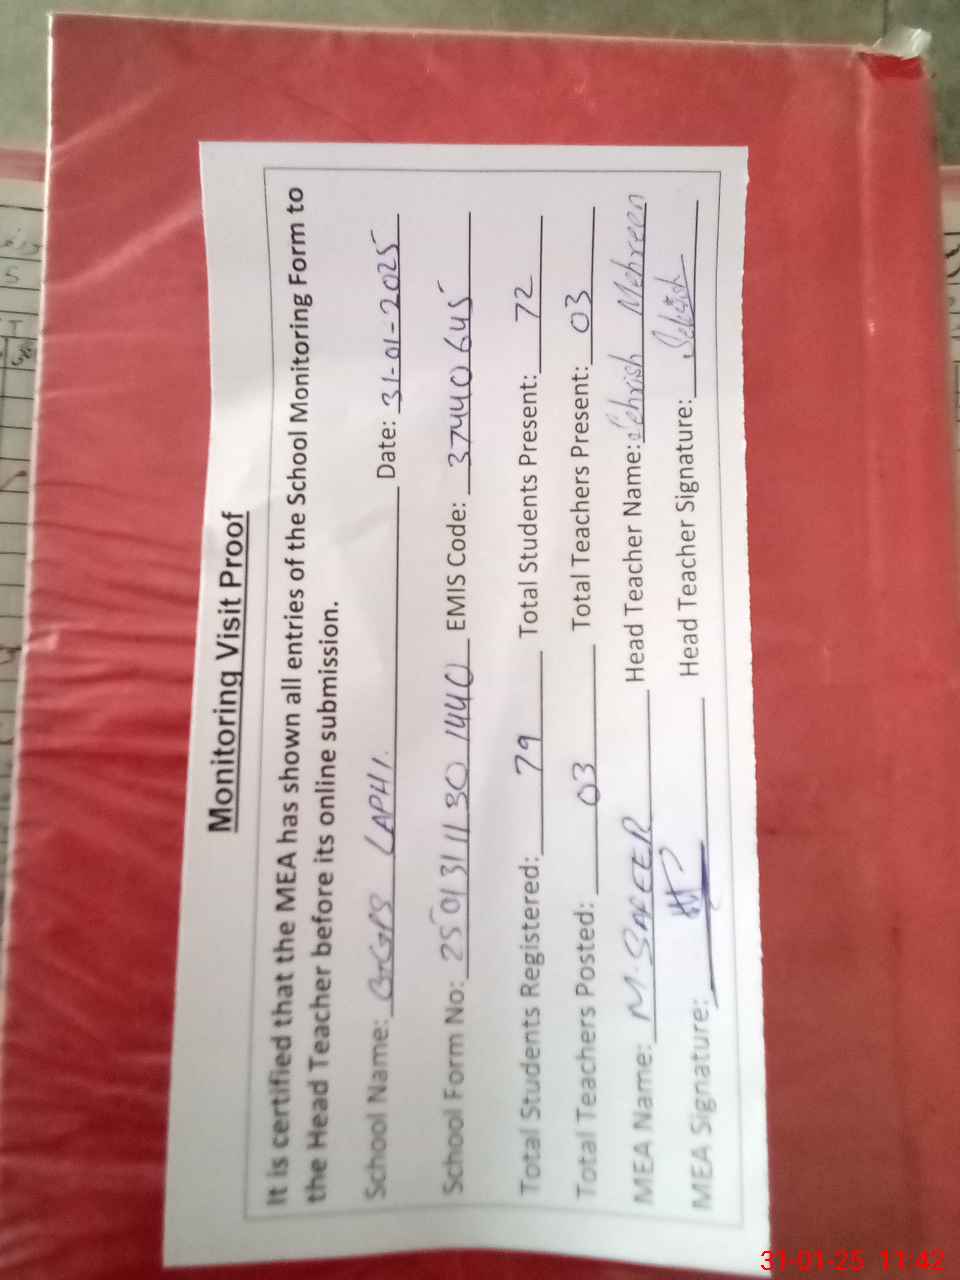 Monitoring Visit Proof
It is certified that the MEA has shown all entries of the School Monitoring Form to
the Head Teacher before its online submission.
School Name: GGPS LAPHI. Date: 31-01-2025
School Form No: 250131 1130 1440 EMIS Code: 37440645
Total Students Registered: 79 Total Students Present: 72
Total Teachers Posted: 03 Total Teachers Present: 03
MEA Name: M. SAFEER Head Teacher Name: Sehrish Mehreen
MEA Signature: Head Teacher Signature: Sehrish
31-01-25 11:42